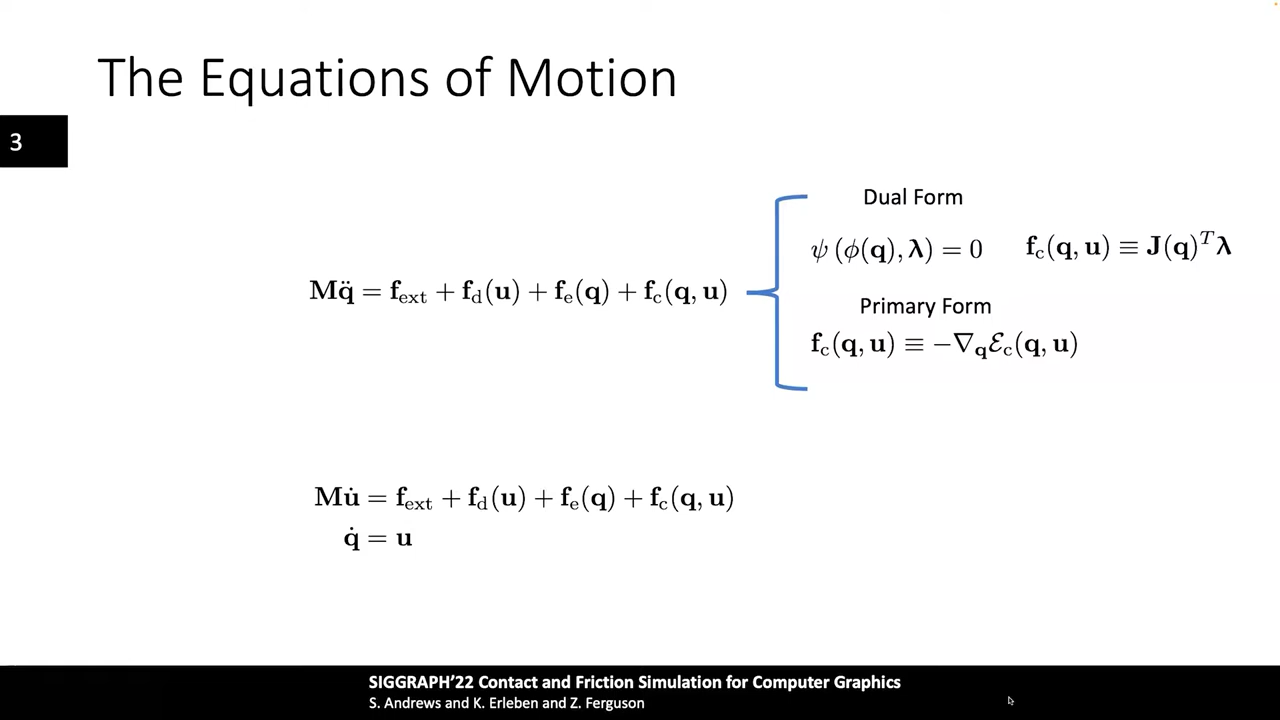 The Equations of Motion
3
Dual Form
ψ (ϕ(q), λ) = 0    f_c(q, u) ≡ J(q)^T λ
Mq̈ = f_ext + f_d(u) + f_e(q) + f_c(q, u)
Primary Form
f_c(q, u) ≡ −∇_q ℰ_c(q, u)
Mu̇ = f_ext + f_d(u) + f_e(q) + f_c(q, u)
q̇ = u
SIGGRAPH'22 Contact and Friction Simulation for Computer Graphics
S. Andrews and K. Erleben and Z. Ferguson